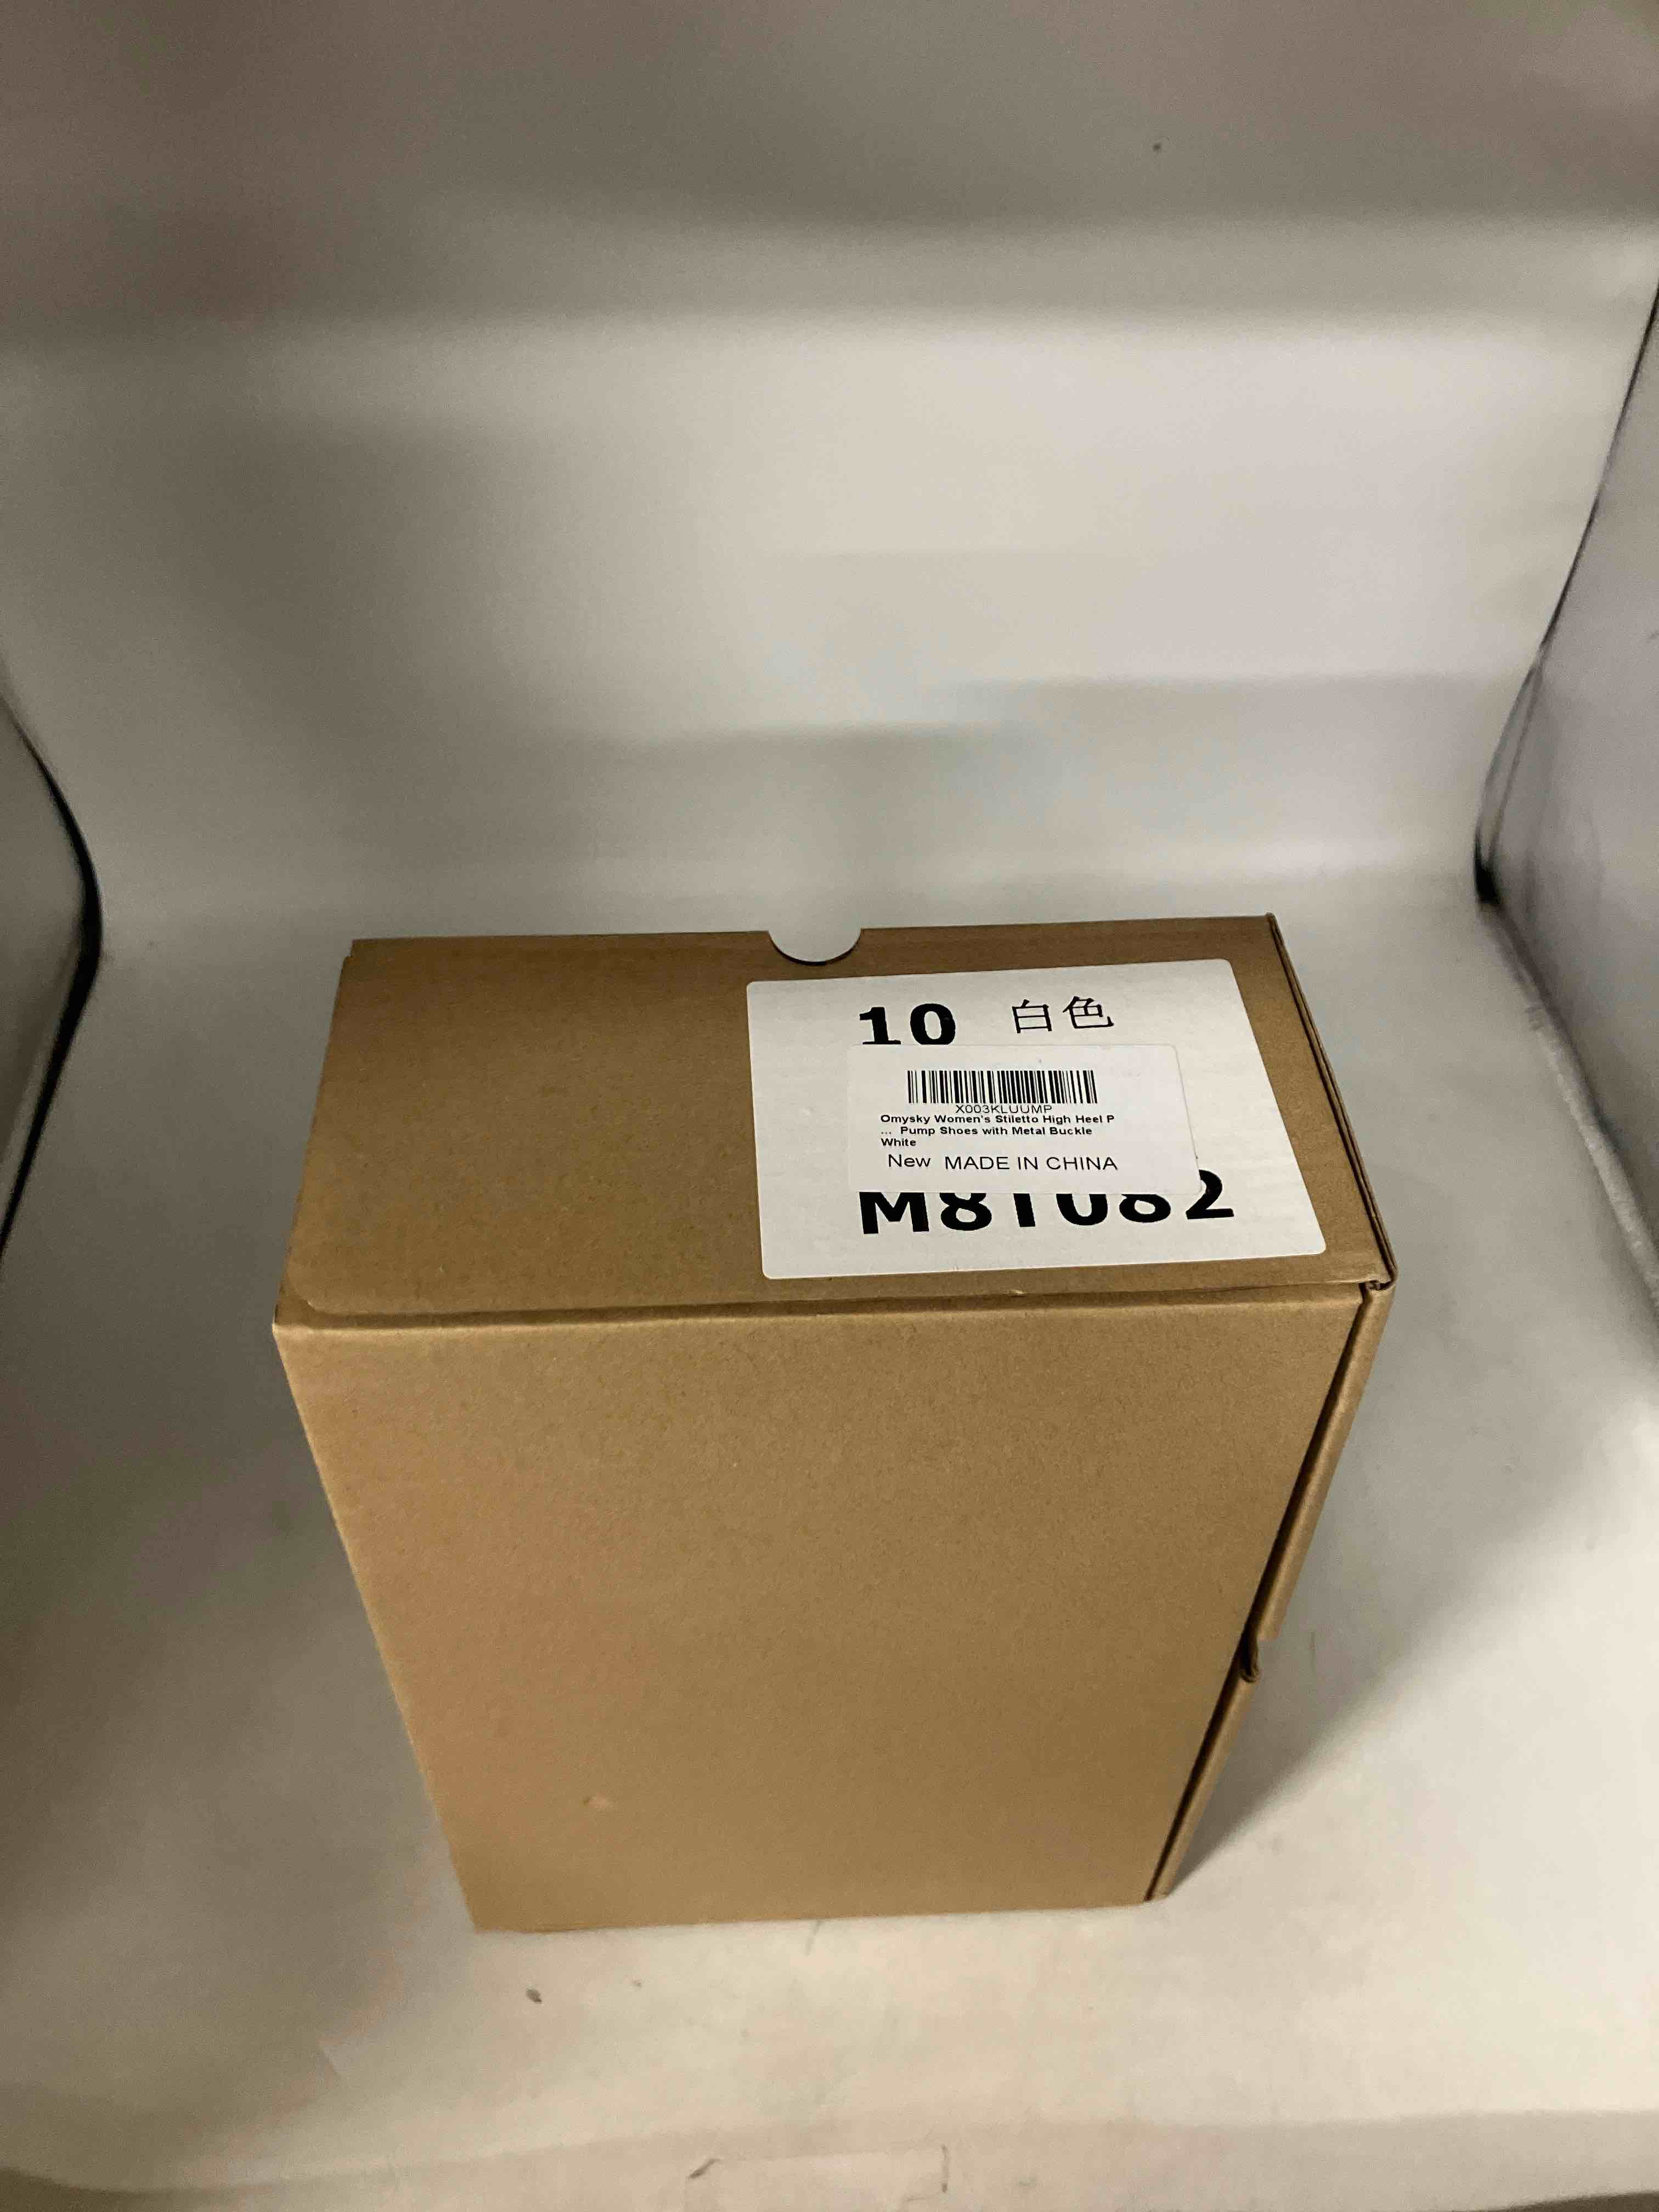 10 白色
X003KLUUMP
Omysky Women's Stiletto High Heel P
... Pump Shoes with Metal Buckle
White
New MADE IN CHINA